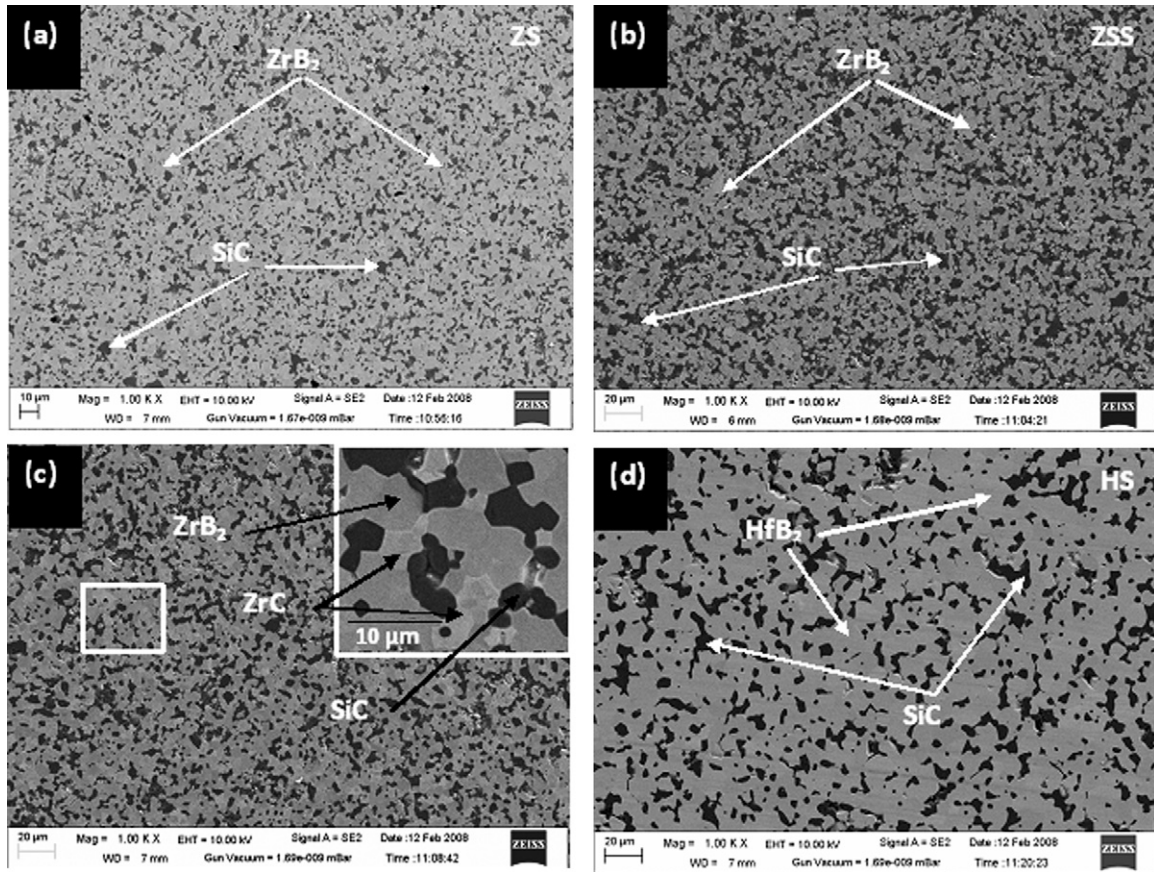 (a)
ZS
ZrB₂
SiC
10 µm
Mag = 1.00 K X
EHT = 10.00 kV
Signal A = SE2
Date :12 Feb 2008
WD = 7 mm
Gun Vacuum = 1.67e-009 mBar
Time :10:56:16
ZEISS
(b)
ZSS
ZrB₂
SiC
20 µm
Mag = 1.00 K X
EHT = 10.00 kV
Signal A = SE2
Date :12 Feb 2008
WD = 6 mm
Gun Vacuum = 1.68e-009 mBar
Time :11:04:21
ZEISS
(c)
ZrB₂
ZrC
10 µm
SiC
20 µm
Mag = 1.00 K X
EHT = 10.00 kV
Signal A = SE2
Date :12 Feb 2008
WD = 7 mm
Gun Vacuum = 1.69e-009 mBar
Time :11:08:42
ZEISS
(d)
HS
HfB₂
SiC
20 µm
Mag = 1.00 K X
EHT = 10.00 kV
Signal A = SE2
Date :12 Feb 2008
WD = 7 mm
Gun Vacuum = 1.69e-009 mBar
Time :11:20:23
ZEISS